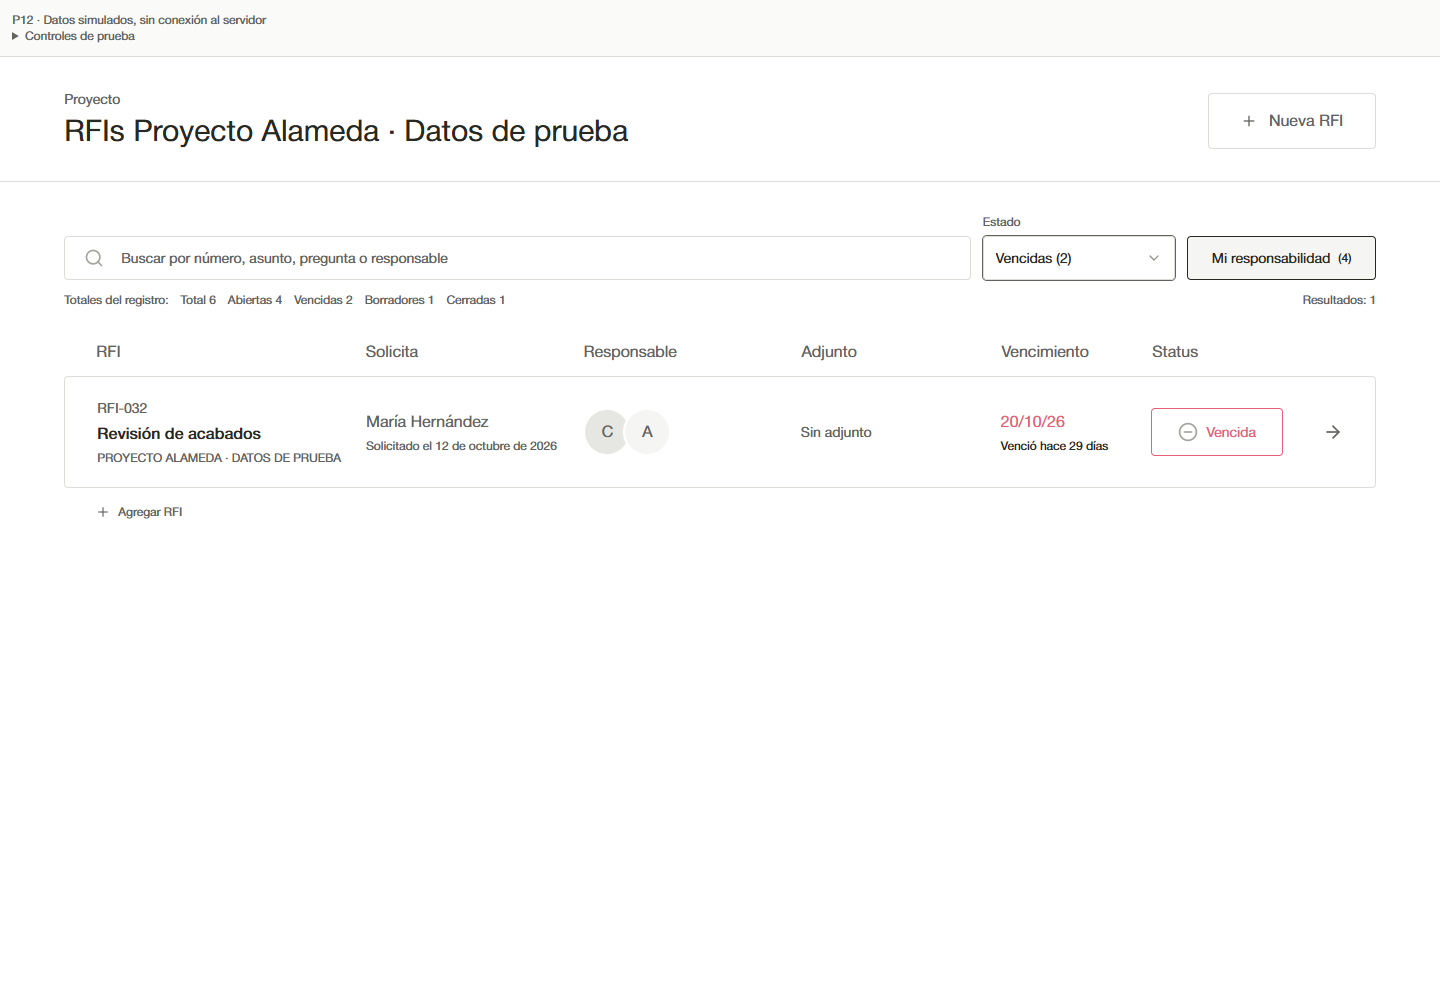 P12 · Datos simulados, sin conexión al servidor
Controles de prueba
Proyecto
RFIs Proyecto Alameda · Datos de prueba
Nueva RFI
Estado
Buscar por número, asunto, pregunta o responsable
Vencidas (2)
Mi responsabilidad (4)
Totales del registro: Total 6 Abiertas 4 Vencidas 2 Borradores 1 Cerradas 1
Resultados: 1
RFI Solicita Responsable Adjunto Vencimiento Status
RFI-032
Revisión de acabados
PROYECTO ALAMEDA · DATOS DE PRUEBA
María Hernández
Solicitado el 12 de octubre de 2026
C A
Sin adjunto
20/10/26
Venció hace 29 días
Vencida
Agregar RFI